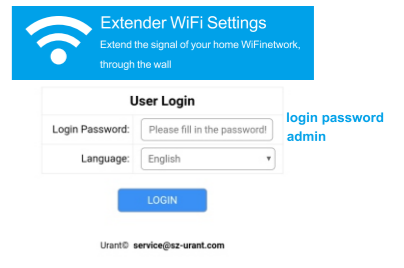 Extender WiFi Settings
Extend the signal of your home WiFinetwork,
through the wall
User Login
Login Password: Please fill in the password!
login password
admin
Language: English
LOGIN
Urant© service@sz-urant.com